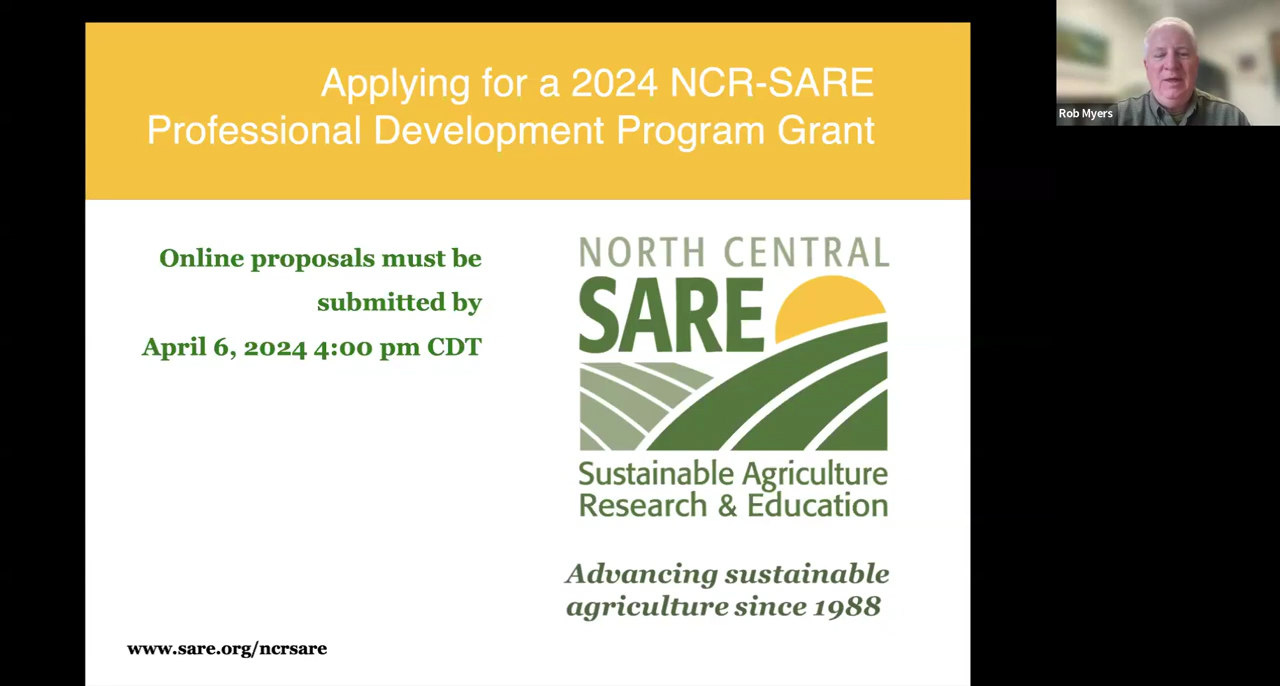 Applying for a 2024 NCR-SARE
Professional Development Program Grant
Rob Myers
Online proposals must be
submitted by
April 6, 2024 4:00 pm CDT
NORTH CENTRAL
SARE
Sustainable Agriculture
Research & Education
Advancing sustainable
agriculture since 1988
www.sare.org/ncrsare